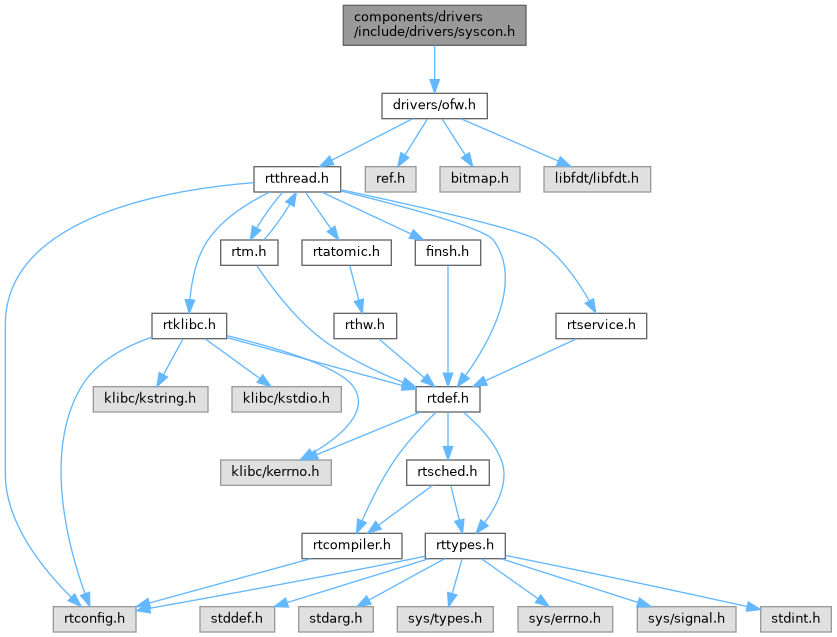 components/drivers
/include/drivers/syscon.h
drivers/ofw.h
rtthread.h
ref.h
bitmap.h
libfdt/libfdt.h
rtm.h
rtatomic.h
finsh.h
rtklibc.h
rthw.h
rtservice.h
klibc/kstring.h
klibc/kstdio.h
rtdef.h
klibc/kerrno.h
rtsched.h
rtcompiler.h
rttypes.h
rtconfig.h
stddef.h
stdarg.h
sys/types.h
sys/errno.h
sys/signal.h
stdint.h